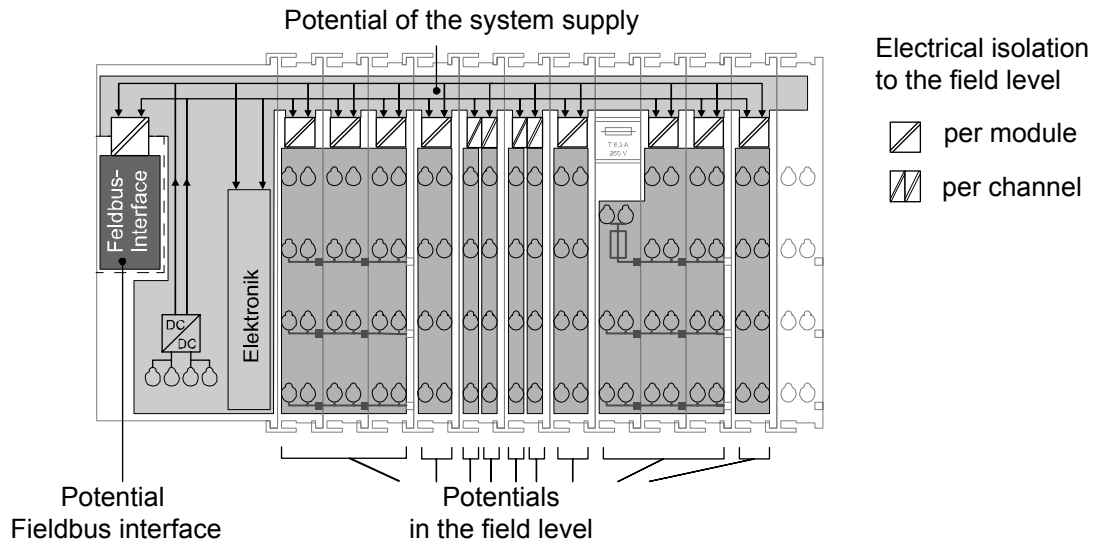 Potential of the system supply
Electrical isolation
to the field level
per module
per channel
T 6,3 A
250 V
Feldbus-
Interface
DC
DC
Elektronik
Potential
Fieldbus interface
Potentials
in the field level